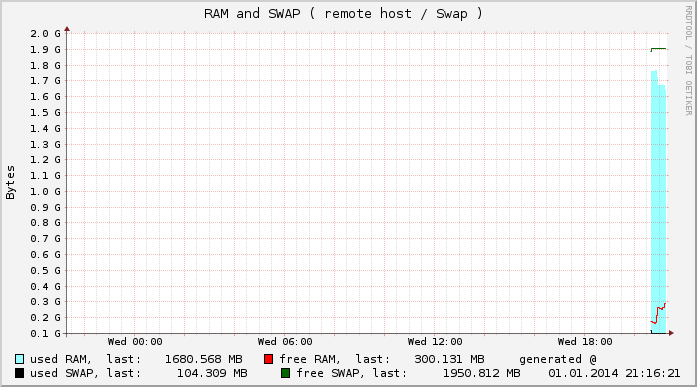 RAM and SWAP ( remote host / Swap )
RRDTOOL / TOBI OETIKER
Bytes
2.0 G
1.9 G
1.8 G
1.7 G
1.6 G
1.5 G
1.4 G
1.3 G
1.2 G
1.1 G
1.0 G
0.9 G
0.8 G
0.7 G
0.6 G
0.5 G
0.4 G
0.3 G
0.2 G
0.1 G
Wed 00:00 Wed 06:00 Wed 12:00 Wed 18:00
used RAM, last: 1680.568 MB free RAM, last: 300.131 MB generated @
used SWAP, last: 104.309 MB free SWAP, last: 1950.812 MB 01.01.2014 21:16:21